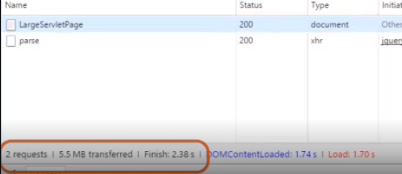 Name Status Type Initiat
LargeServletPage 200 document Other
parse 200 xhr jquery
2 requests | 5.5 MB transferred | Finish: 2.38 s | DOMContentLoaded: 1.74 s | Load: 1.70 s